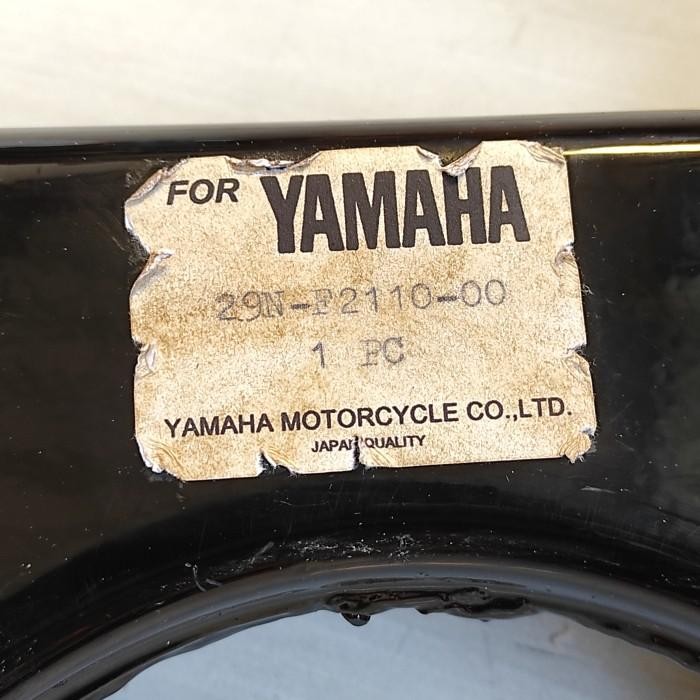 FOR YAMAHA
29N-F2110-00
1 PC
YAMAHA MOTORCYCLE CO.,LTD.
JAPAN QUALITY